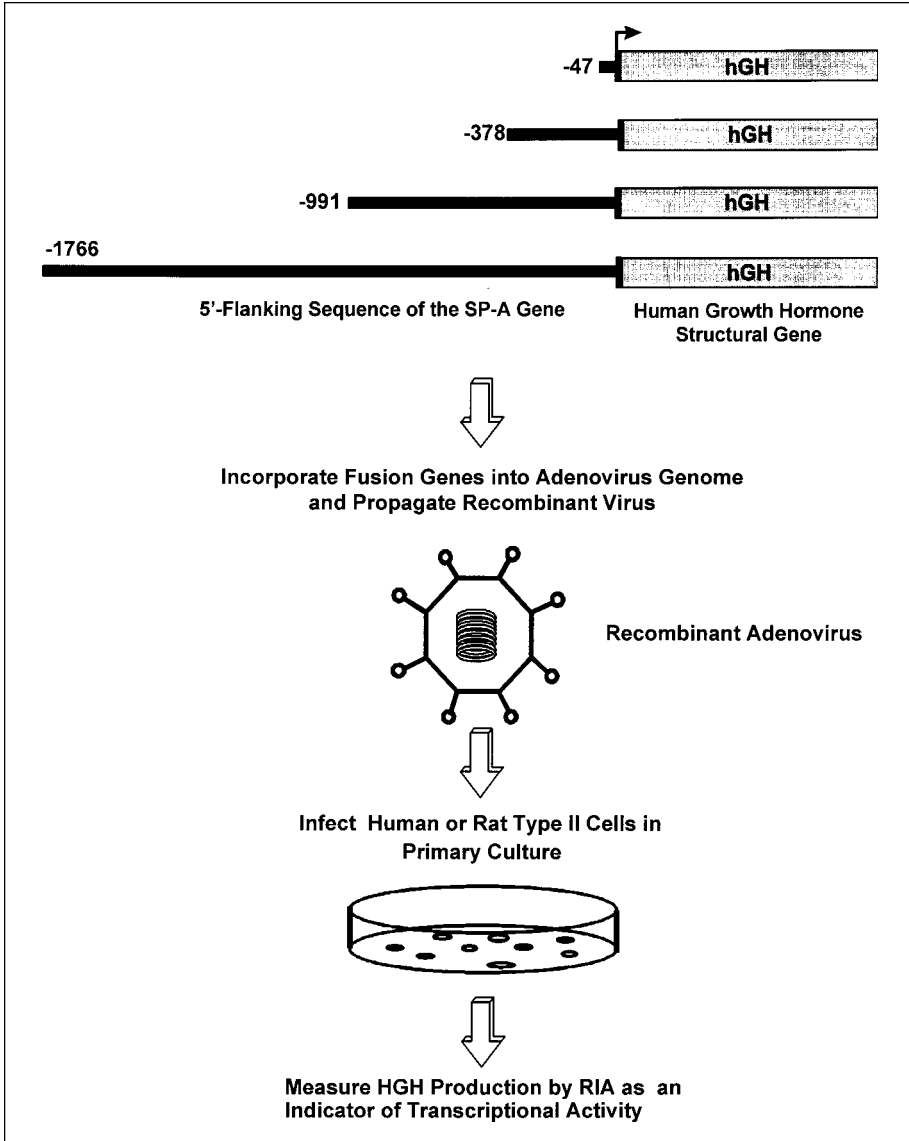 -47 hGH
-378 hGH
-991 hGH
-1766 hGH
5'-Flanking Sequence of the SP-A Gene
Human Growth Hormone
Structural Gene
Incorporate Fusion Genes into Adenovirus Genome
and Propagate Recombinant Virus
Recombinant Adenovirus
Infect Human or Rat Type II Cells in
Primary Culture
Measure HGH Production by RIA as an
Indicator of Transcriptional Activity